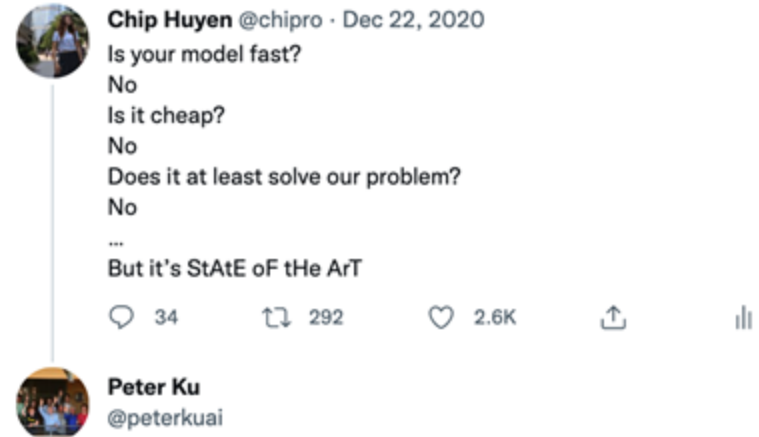 Chip Huyen @chipro · Dec 22, 2020
Is your model fast?
No
Is it cheap?
No
Does it at least solve our problem?
No
...
But it's StAtE oF tHe ArT
34 292 2.6K
Peter Ku
@peterkuai